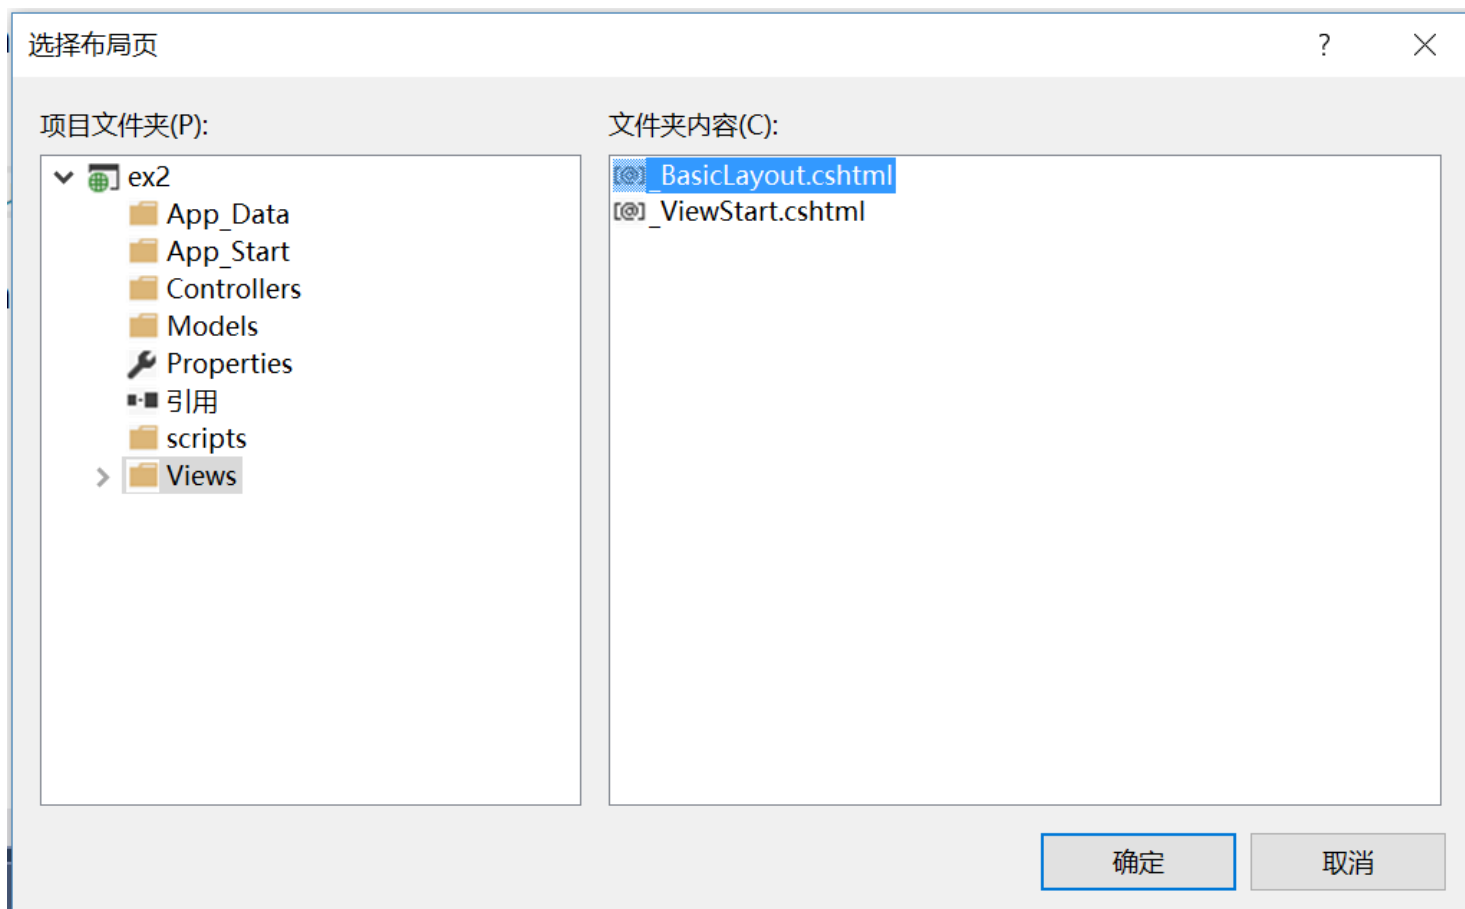 选择布局页
?
项目文件夹(P):
ex2
App_Data
App_Start
Controllers
Models
Properties
引用
scripts
Views
文件夹内容(C):
[@] _BasicLayout.cshtml
[@] _ViewStart.cshtml
确定
取消